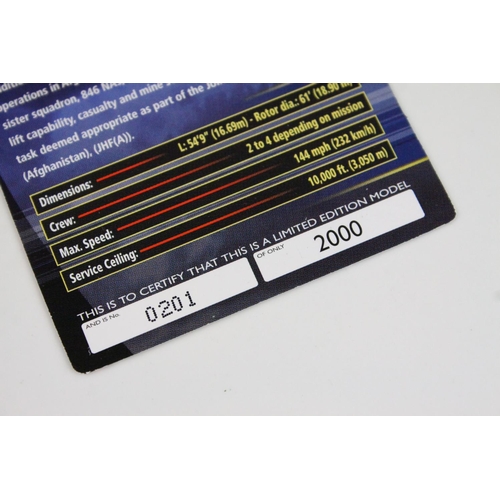 operations in
sister squadron, 846
lift capability, casualty and mine
task deemed appropriate as part of the
(Afghanistan), (JHF(A)).
Dimensions: L: 54'9" (16.69m) - Rotor dia.: 61' (18.90 m)
Crew: 2 to 4 depending on mission
Max. Speed: 144 mph (232 km/h)
Service Ceiling: 10,000 ft. (3,050 m)
THIS IS TO CERTIFY THAT THIS IS A LIMITED EDITION MODEL
AND IS No. 0201 OF ONLY 2000